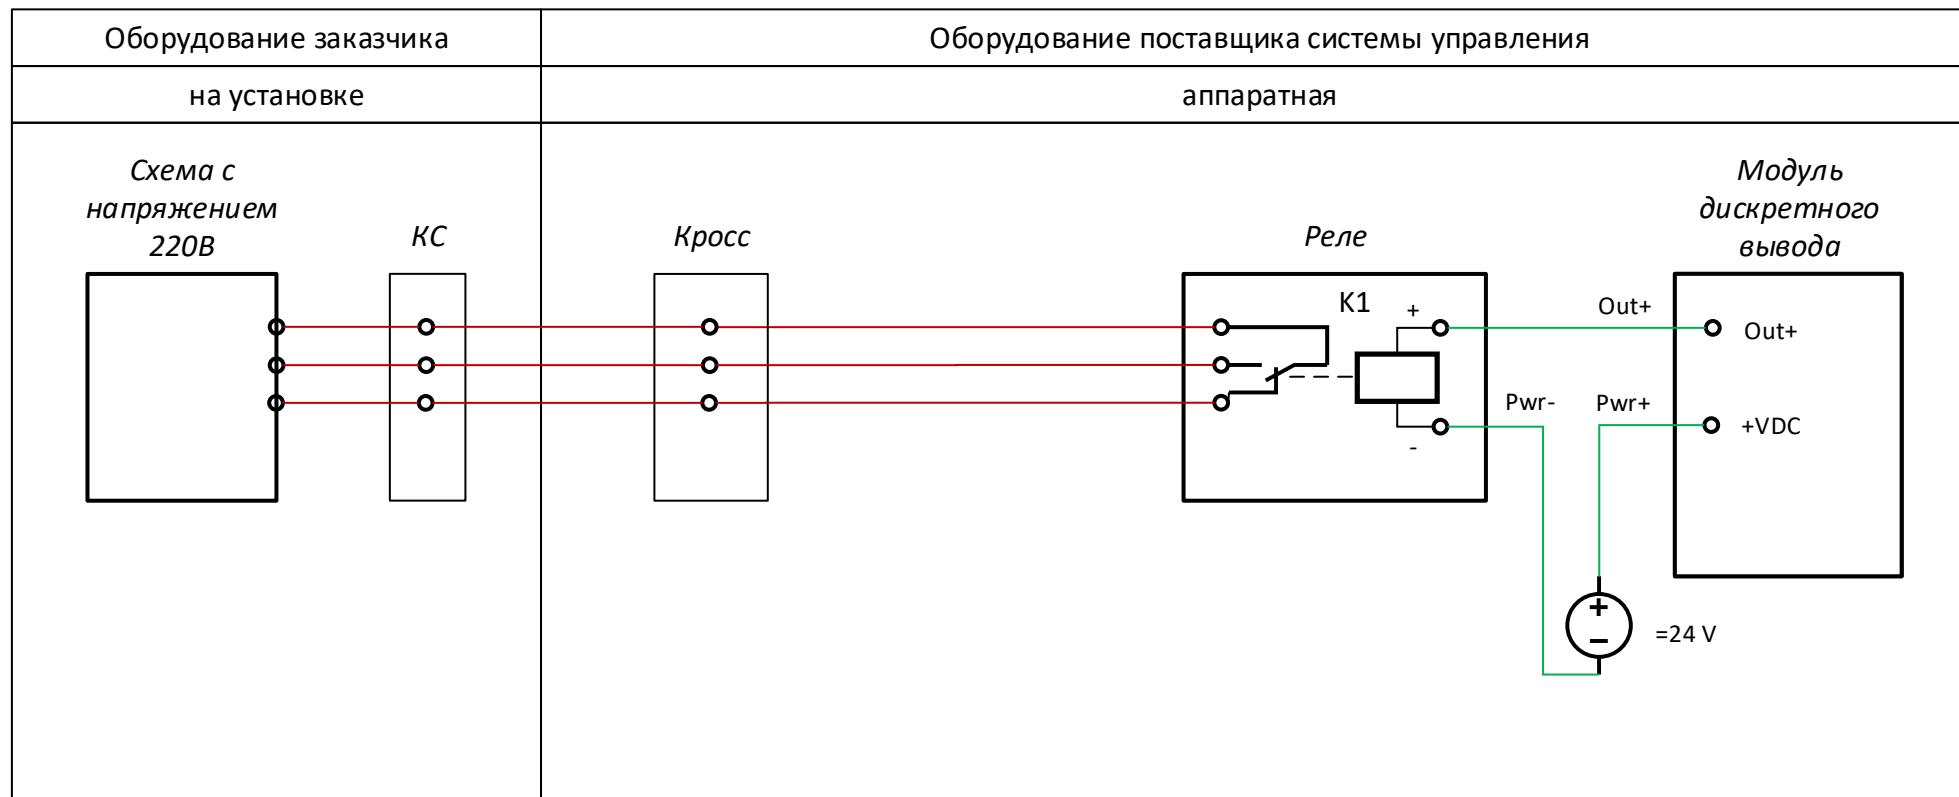 Оборудование заказчика
Оборудование поставщика системы управления
на установке
аппаратная
Схема с
напряжением
220В
КС
Кросс
Реле
Модуль
дискретного
вывода
K1
+
-
Out+
Out+
Pwr-
Pwr+
+VDC
+
−
=24 V